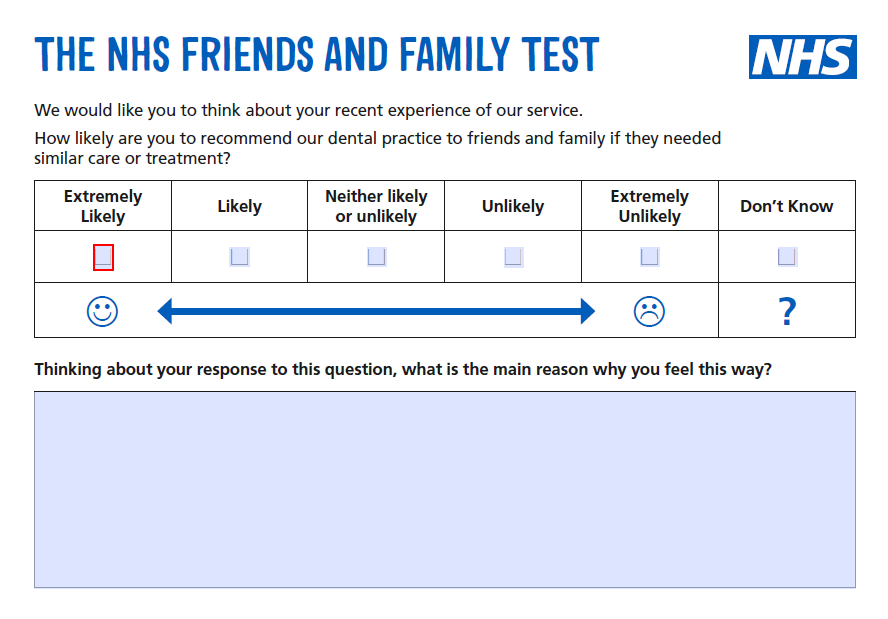 THE NHS FRIENDS AND FAMILY TEST
NHS
We would like you to think about your recent experience of our service.
How likely are you to recommend our dental practice to friends and family if they needed
similar care or treatment?
Extremely
Likely
Likely
Neither likely
or unlikely
Unlikely
Extremely
Unlikely
Don’t Know
?
Thinking about your response to this question, what is the main reason why you feel this way?